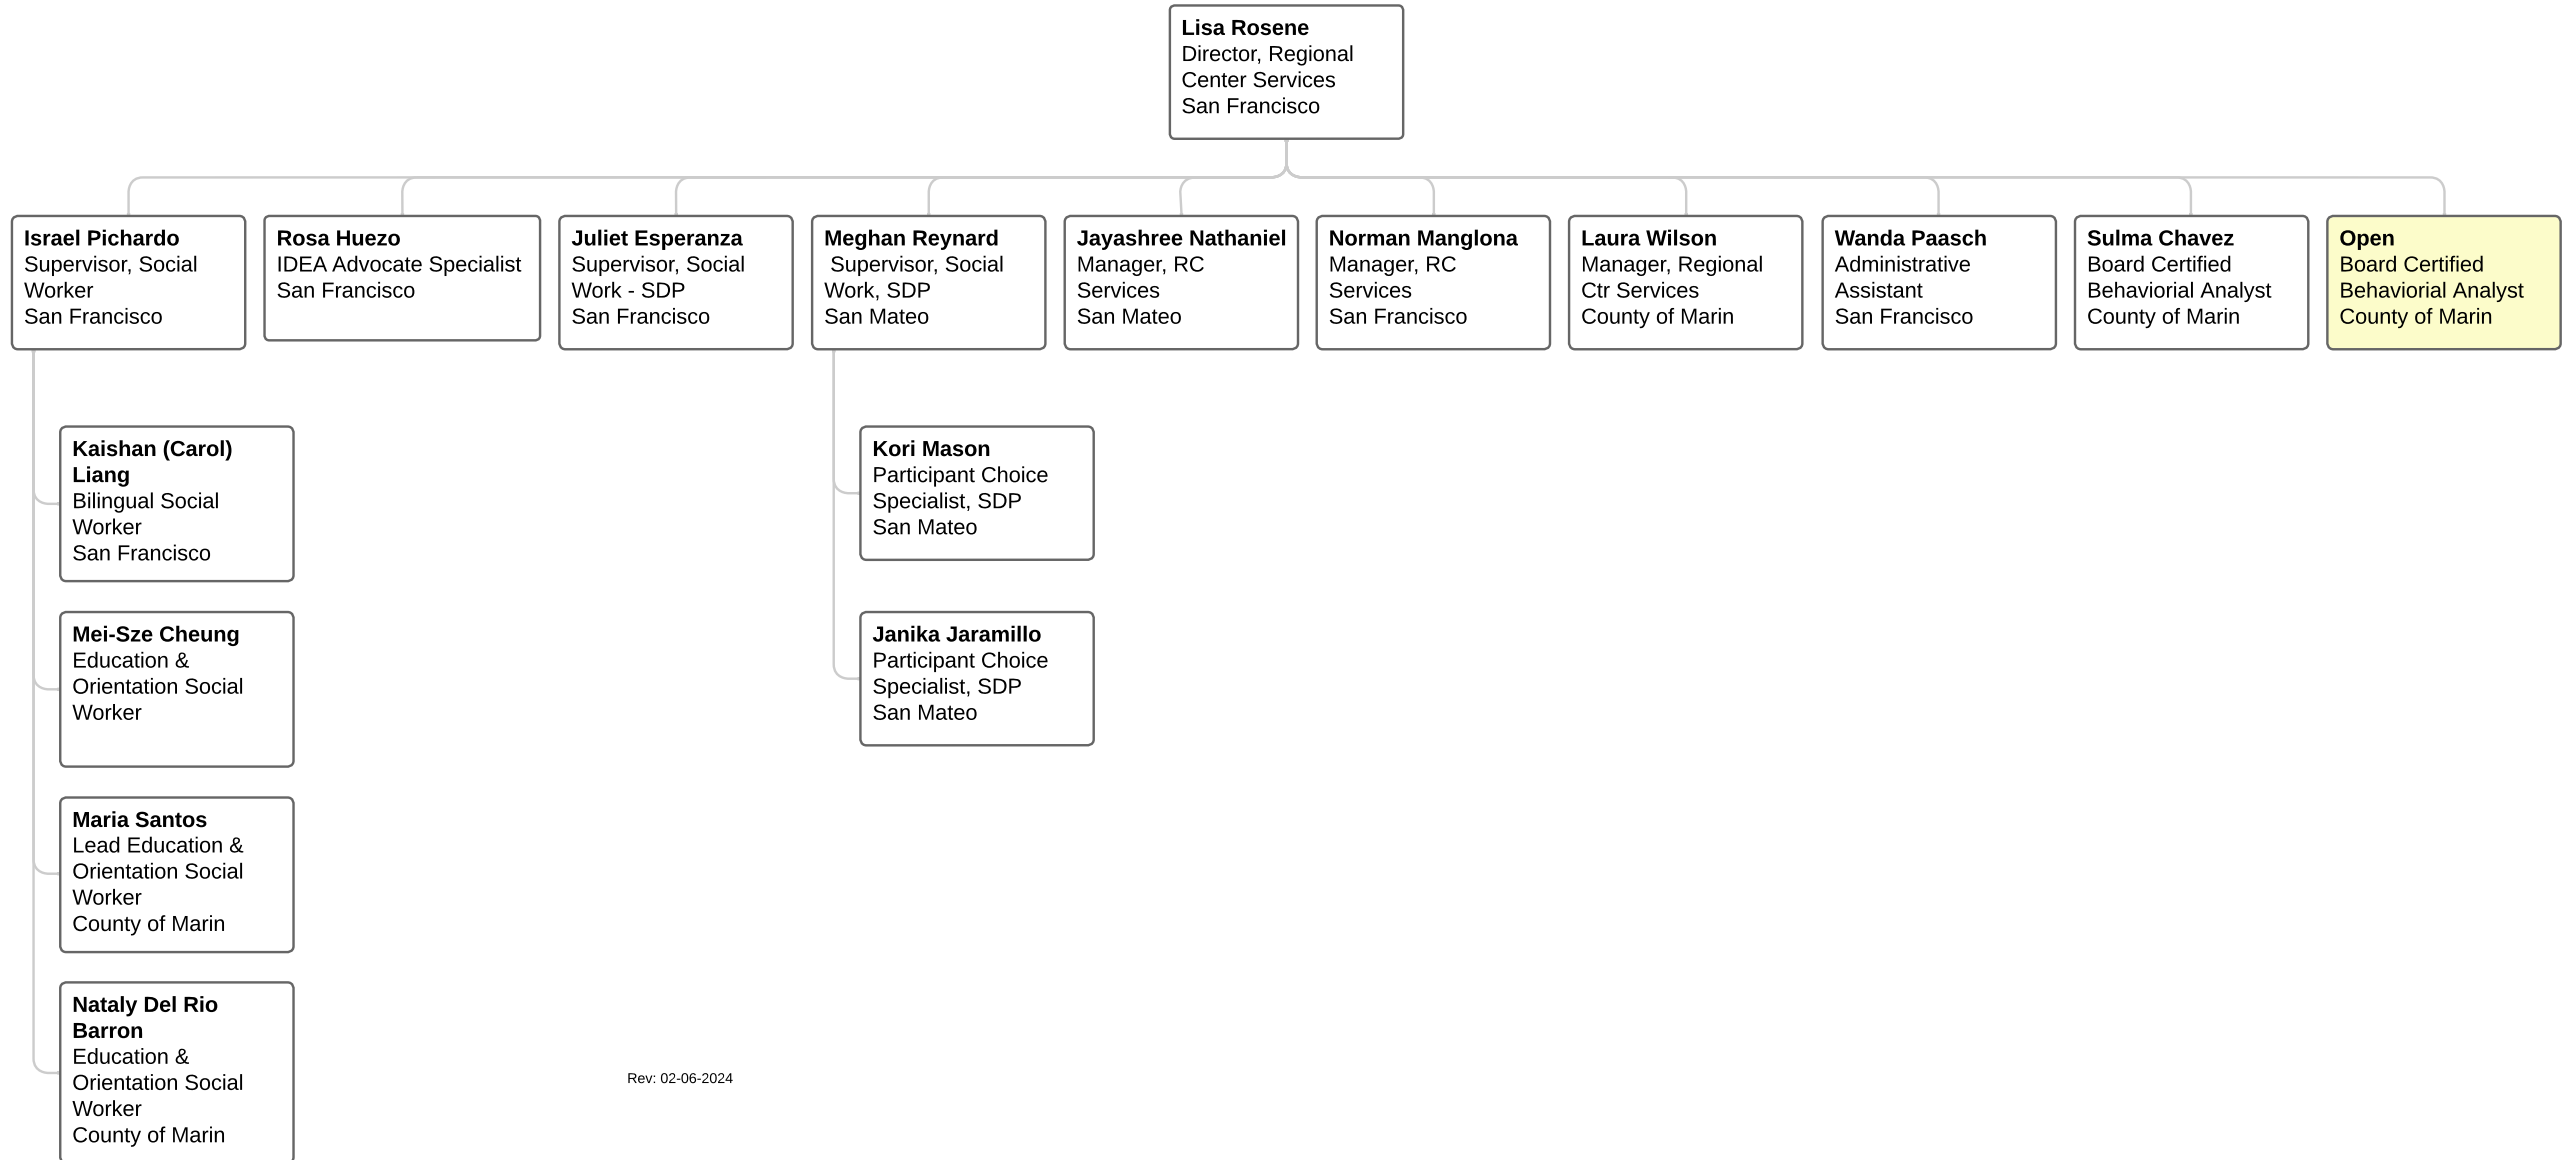 Lisa Rosene
Director, Regional
Center Services
San Francisco
Israel Pichardo
Supervisor, Social
Worker
San Francisco
Rosa Huezo
IDEA Advocate Specialist
San Francisco
Juliet Esperanza
Supervisor, Social
Work - SDP
San Francisco
Meghan Reynard
Supervisor, Social
Work, SDP
San Mateo
Jayashree Nathaniel
Manager, RC
Services
San Mateo
Norman Manglona
Manager, RC
Services
San Francisco
Laura Wilson
Manager, Regional
Ctr Services
County of Marin
Wanda Paasch
Administrative
Assistant
San Francisco
Sulma Chavez
Board Certified
Behaviorial Analyst
County of Marin
Open
Board Certified
Behaviorial Analyst
County of Marin
Kaishan (Carol)
Liang
Bilingual Social
Worker
San Francisco
Mei-Sze Cheung
Education &
Orientation Social
Worker
Maria Santos
Lead Education &
Orientation Social
Worker
County of Marin
Nataly Del Rio
Barron
Education &
Orientation Social
Worker
County of Marin
Kori Mason
Participant Choice
Specialist, SDP
San Mateo
Janika Jaramillo
Participant Choice
Specialist, SDP
San Mateo
Rev: 02-06-2024